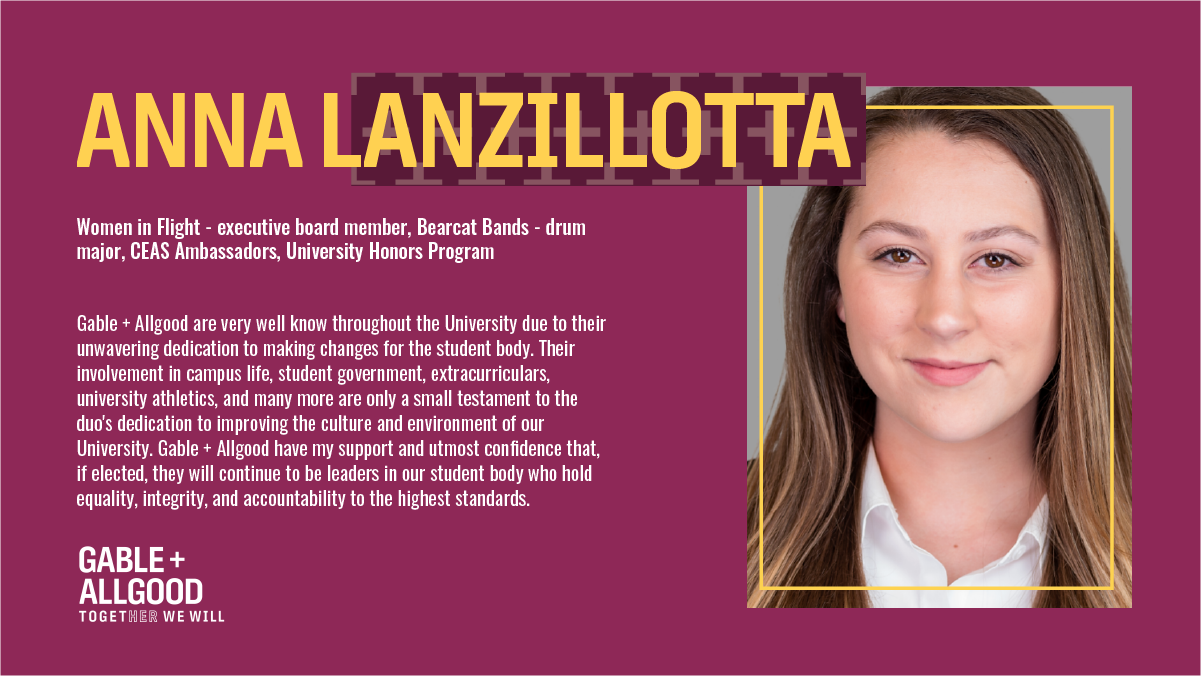 ANNA LANZILLOTTA
Women in Flight - executive board member, Bearcat Bands - drum
major, CEAS Ambassadors, University Honors Program
Gable + Allgood are very well know throughout the University due to their
unwavering dedication to making changes for the student body. Their
involvement in campus life, student government, extracurriculars,
university athletics, and many more are only a small testament to the
duo's dedication to improving the culture and environment of our
University. Gable + Allgood have my support and utmost confidence that,
if elected, they will continue to be leaders in our student body who hold
equality, integrity, and accountability to the highest standards.
GABLE +
ALLGOOD
TOGETHER WE WILL